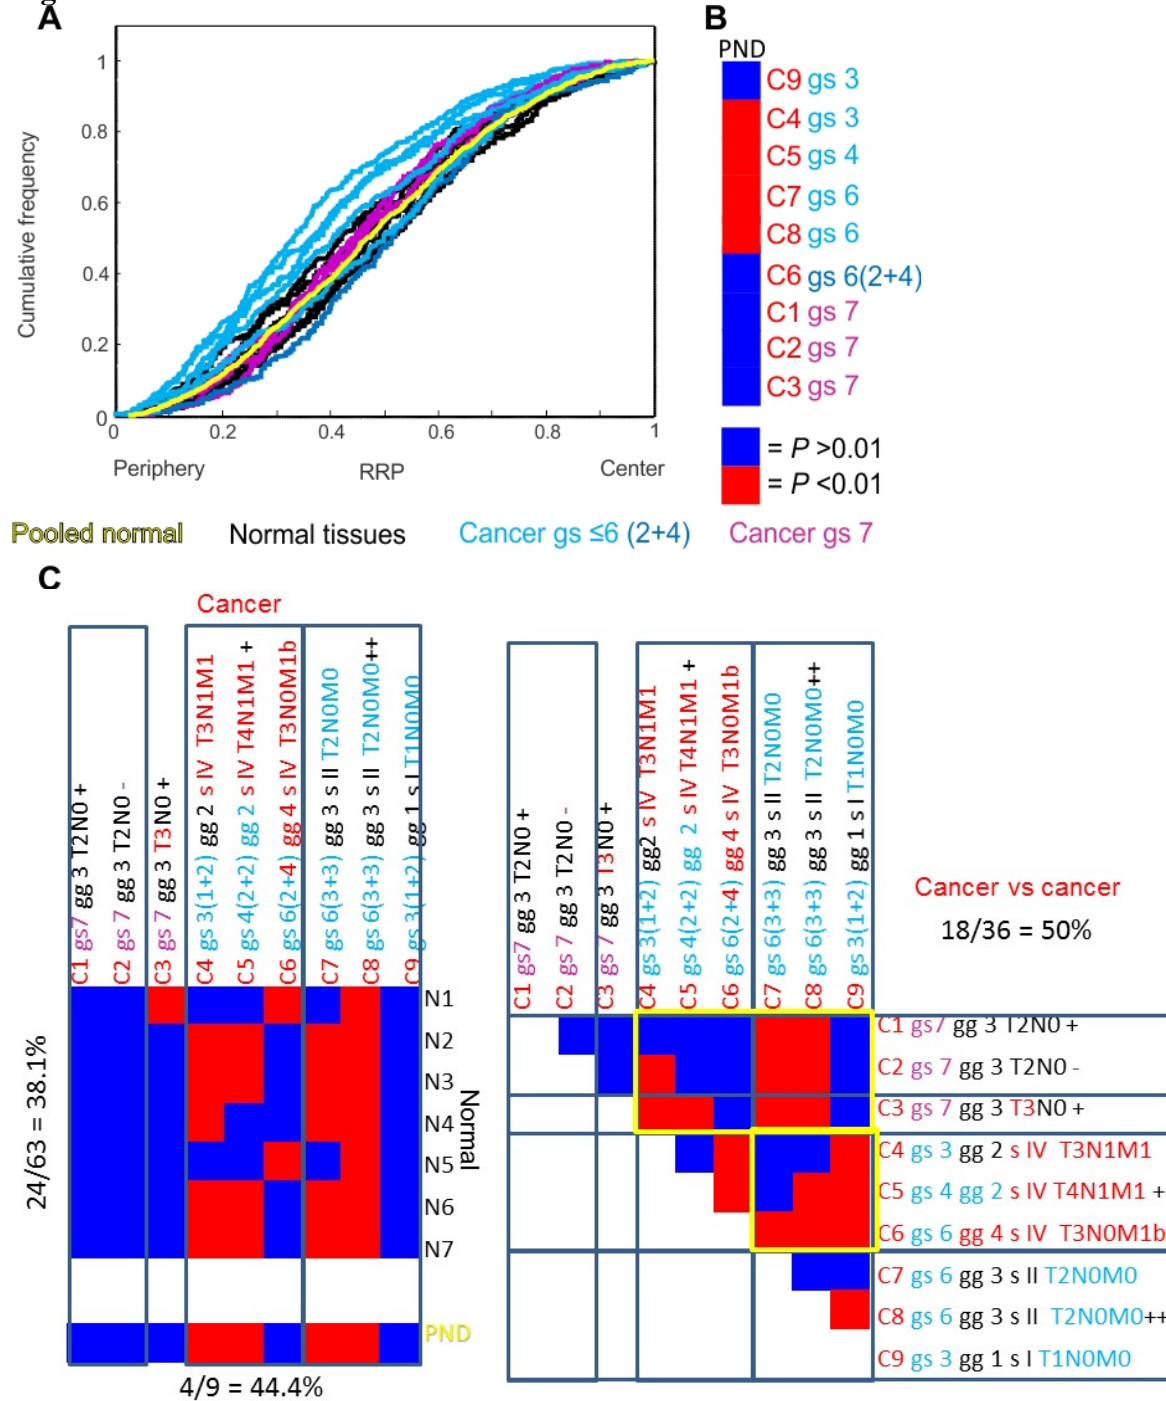 A
B
PND
C9 gs 3
C4 gs 3
C5 gs 4
C7 gs 6
C8 gs 6
C6 gs 6(2+4)
C1 gs 7
C2 gs 7
C3 gs 7
= P >0.01
= P <0.01
Cumulative frequency
1
0.8
0.6
0.4
0.2
0
0 0.2 0.4 0.6 0.8 1
Periphery RRP Center
Pooled normal Normal tissues Cancer gs ≤6 (2+4) Cancer gs 7
C
Cancer
C1 gs7 gg 3 T2N0 +
C2 gs 7 gg 3 T2N0 -
C3 gs 7 gg 3 T3N0 +
C4 gs 3(1+2) gg 2 s IV T3N1M1
C5 gs 4(2+2) gg 2 s IV T4N1M1 +
C6 gs 6(2+4) gg 4 s IV T3N0M1b
C7 gs 6(3+3) gg 3 s II T2N0M0
C8 gs 6(3+3) gg 3 s II T2N0M0++
C9 gs 3(1+2) gg 1 s I T1N0M0
N1
N2
N3
N4
N5
N6
N7
Normal
PND
24/63 = 38.1%
4/9 = 44.4%
C1 gs7 gg 3 T2N0 +
C2 gs 7 gg 3 T2N0 -
C3 gs 7 gg 3 T3N0 +
C4 gs 3(1+2) gg2 s IV T3N1M1
C5 gs 4(2+2) gg 2 s IV T4N1M1 +
C6 gs 6(2+4) gg 4 s IV T3N0M1b
C7 gs 6(3+3) gg 3 s II T2N0M0
C8 gs 6(3+3) gg 3 s II T2N0M0++
C9 gs 3(1+2) gg 1 s I T1N0M0
Cancer vs cancer
18/36 = 50%
C1 gs7 gg 3 T2N0 +
C2 gs 7 gg 3 T2N0 -
C3 gs 7 gg 3 T3N0 +
C4 gs 3 gg 2 s IV T3N1M1
C5 gs 4 gg 2 s IV T4N1M1 +
C6 gs 6 gg 4 s IV T3N0M1b
C7 gs 6 gg 3 s II T2N0M0
C8 gs 6 gg 3 s II T2N0M0++
C9 gs 3 gg 1 s I T1N0M0